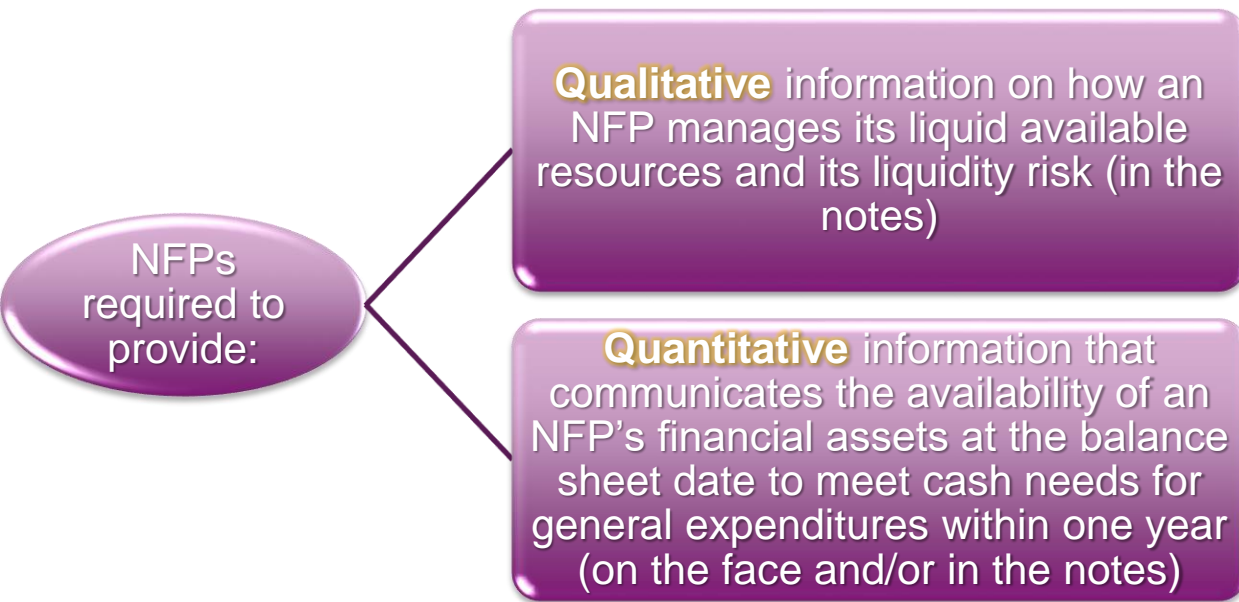 NFPs
required to
provide:
Qualitative information on how an
NFP manages its liquid available
resources and its liquidity risk (in the
notes)
Quantitative information that
communicates the availability of an
NFP's financial assets at the balance
sheet date to meet cash needs for
general expenditures within one year
(on the face and/or in the notes)